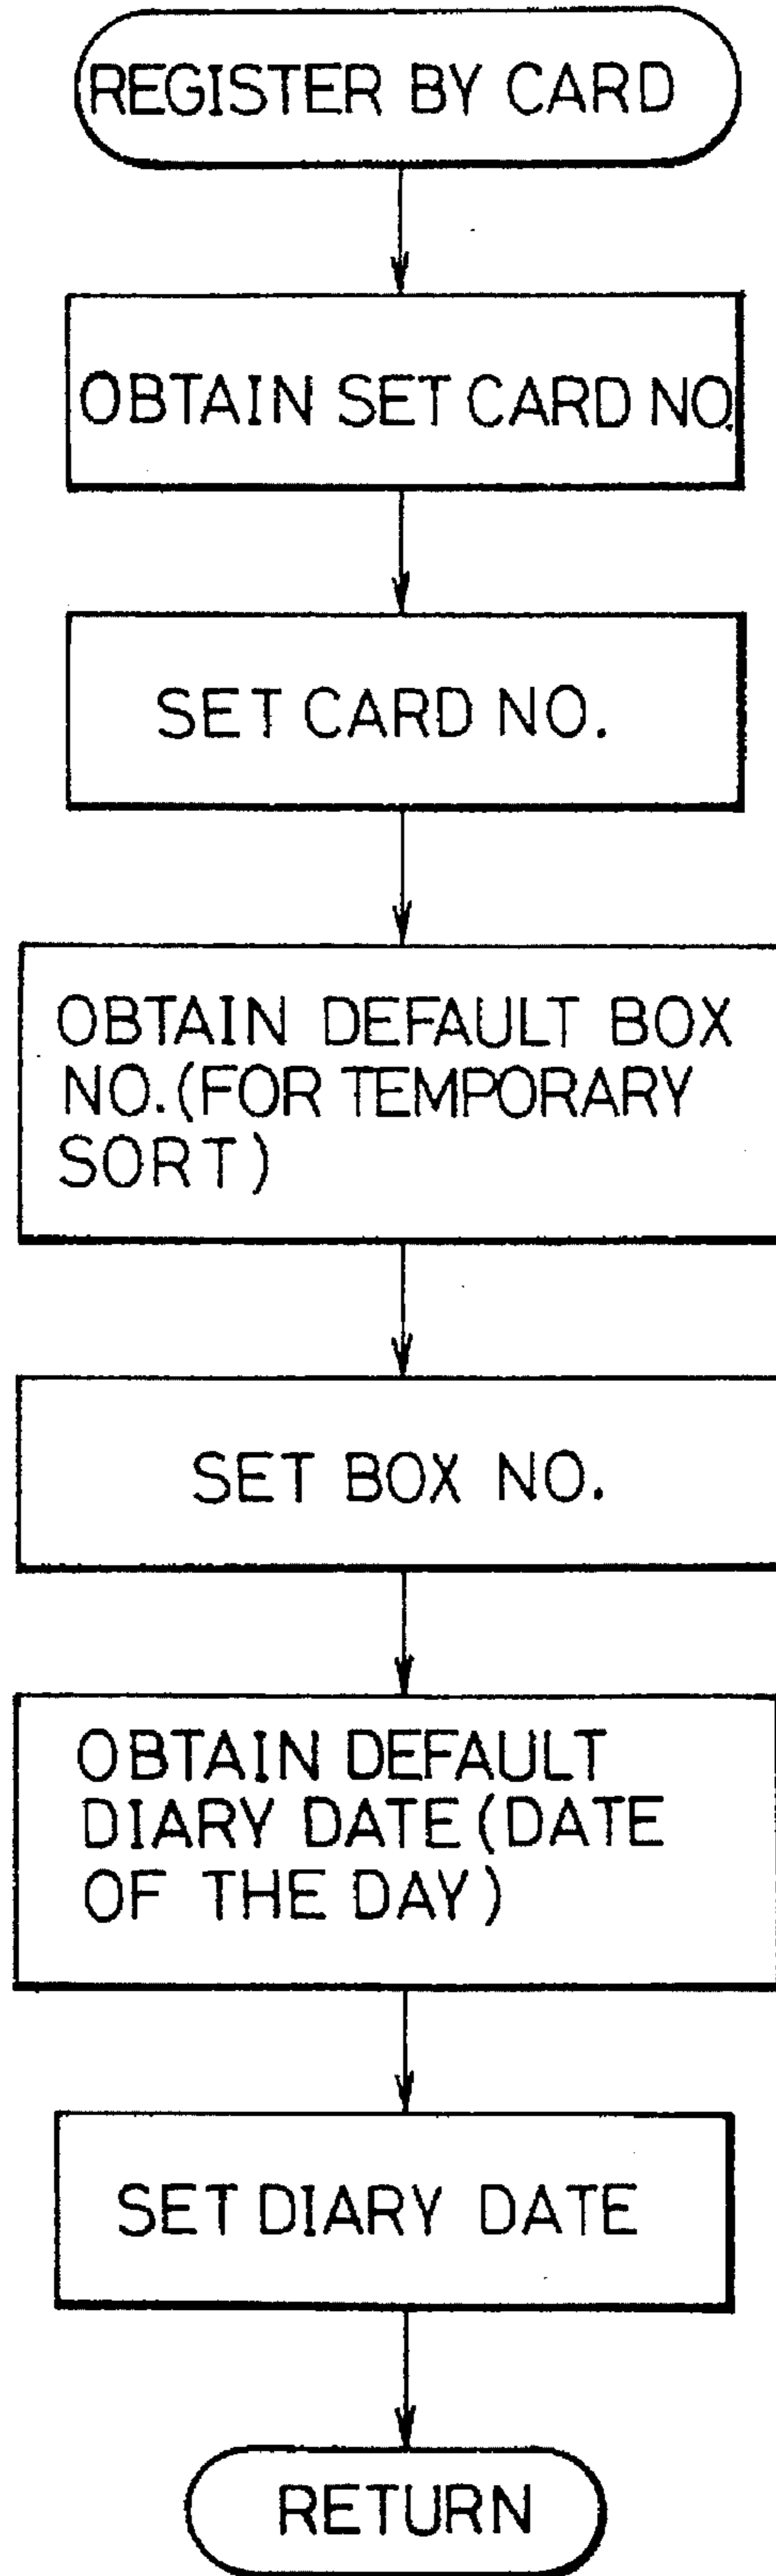 REGISTER BY CARD
OBTAIN SET CARD NO.
SET CARD NO.
OBTAIN DEFAULT BOX
NO.(FOR TEMPORARY
SORT)
SET BOX NO.
OBTAIN DEFAULT
DIARY DATE(DATE
OF THE DAY)
SET DIARY DATE
RETURN